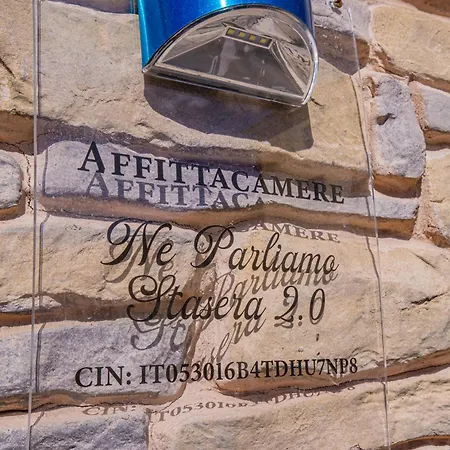 AFFITTACAMERE
Ne Parliamo
Stasera 2.0
CIN: IT053016B4TDHU7NP8